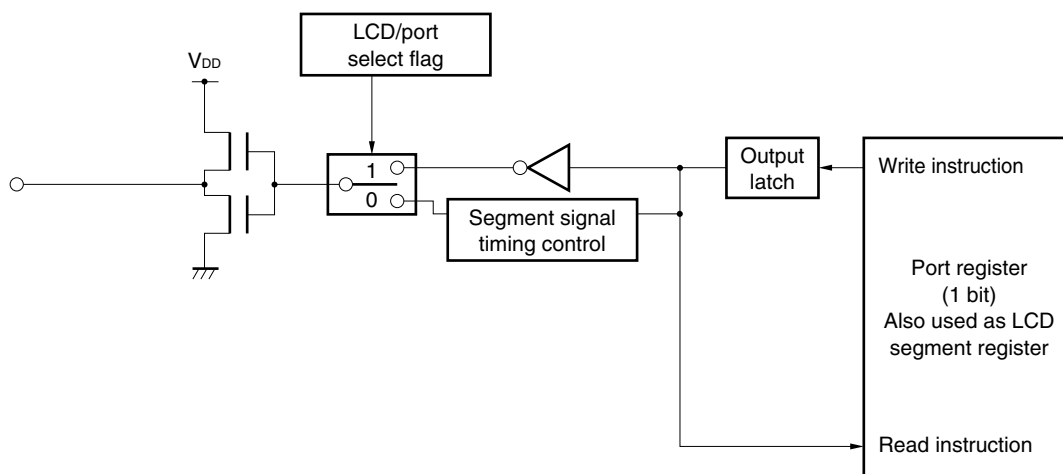 LCD/port
select flag
VDD
1
0
Output
latch
Write instruction
Segment signal
timing control
Port register
(1 bit)
Also used as LCD
segment register
Read instruction